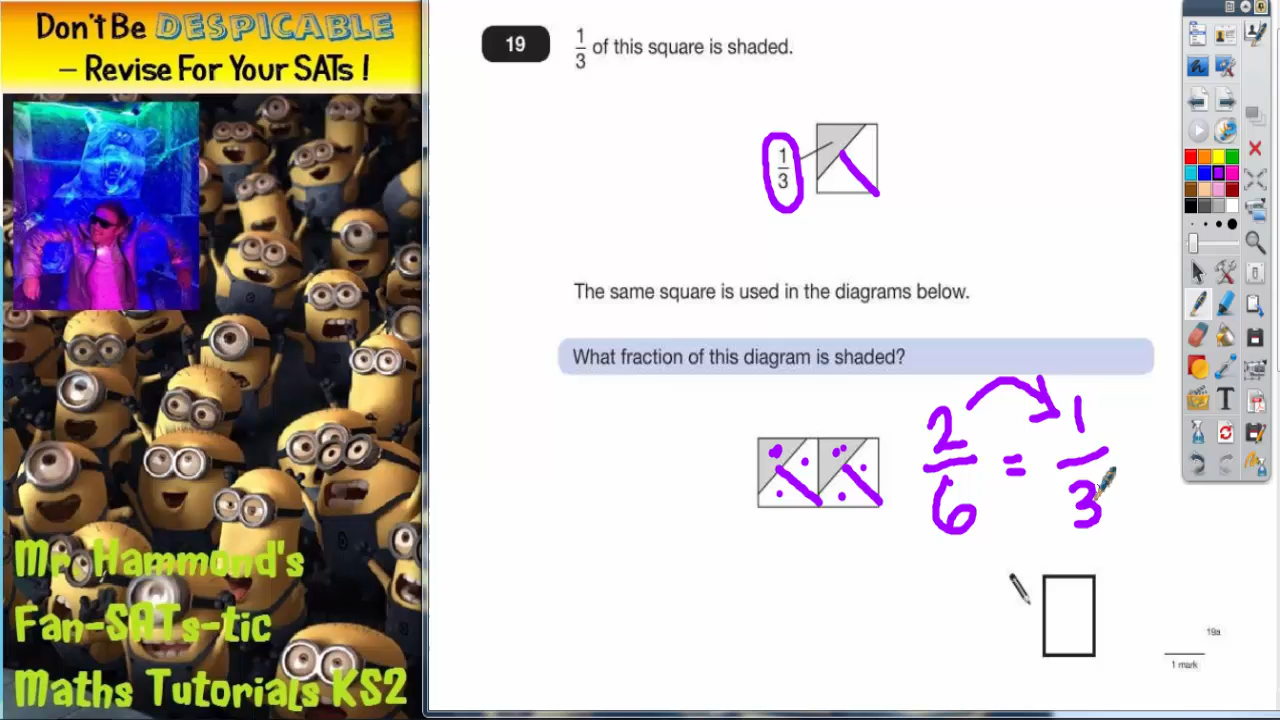 Don't Be DESPICABLE
– Revise For Your SATs !
Mr. Hammond's
Fan-SATs-tic
Maths Tutorials KS2
19
1/3 of this square is shaded.
1/3
The same square is used in the diagrams below.
What fraction of this diagram is shaded?
2/6 = 1/3
19a
1 mark